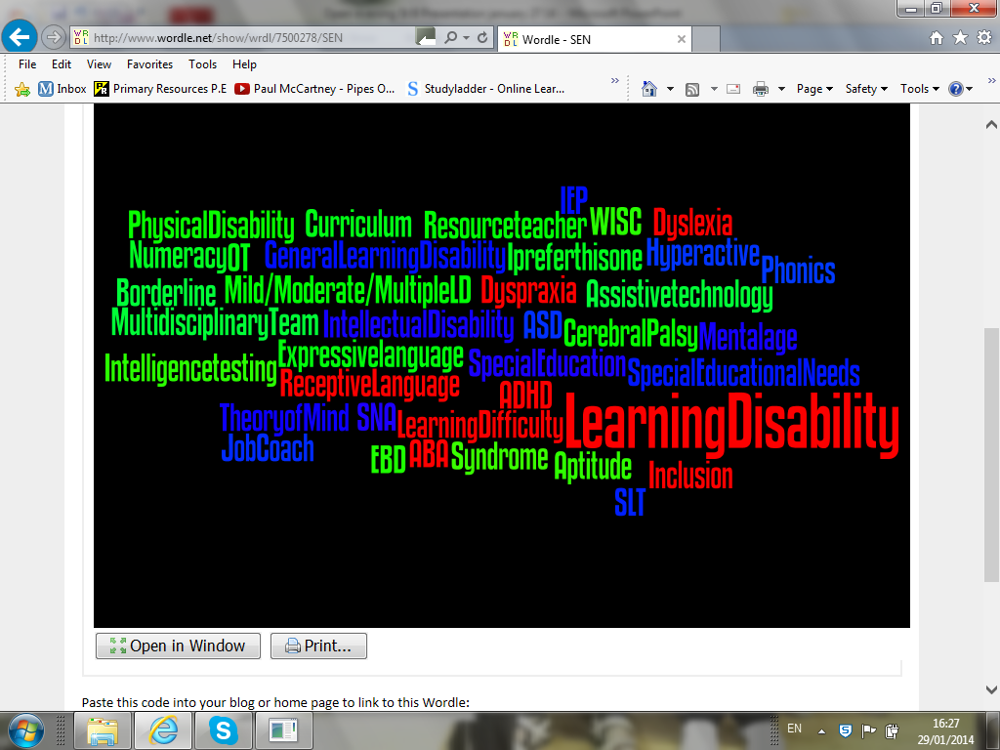 http://www.wordle.net/show/wrdl/7500278/SEN
Wordle - SEN
File Edit View Favorites Tools Help
Inbox Primary Resources P.E Paul McCartney - Pipes O... Studyladder - Online Lear... Page Safety Tools
IEP
PhysicalDisability Curriculum Resourceteacher WISC Dyslexia
Numeracy OT GeneralLearningDisability Ipreferthisone Hyperactive Phonics
Borderline Mild/Moderate/MultipleLD Dyspraxia Assistivetechnology
MultidisciplinaryTeam IntellectualDisability ASD CerebralPalsy Mentalage
Intelligencetesting Expressivelanguage SpecialEducation SpecialEducationalNeeds
ReceptiveLanguage ADHD
TheoryofMind SNA LearningDifficulty LearningDisability
JobCoach EBD ABA Syndrome Aptitude Inclusion
SLT
Open in Window Print...
Paste this code into your blog or home page to link to this Wordle:
EN 16:27
29/01/2014